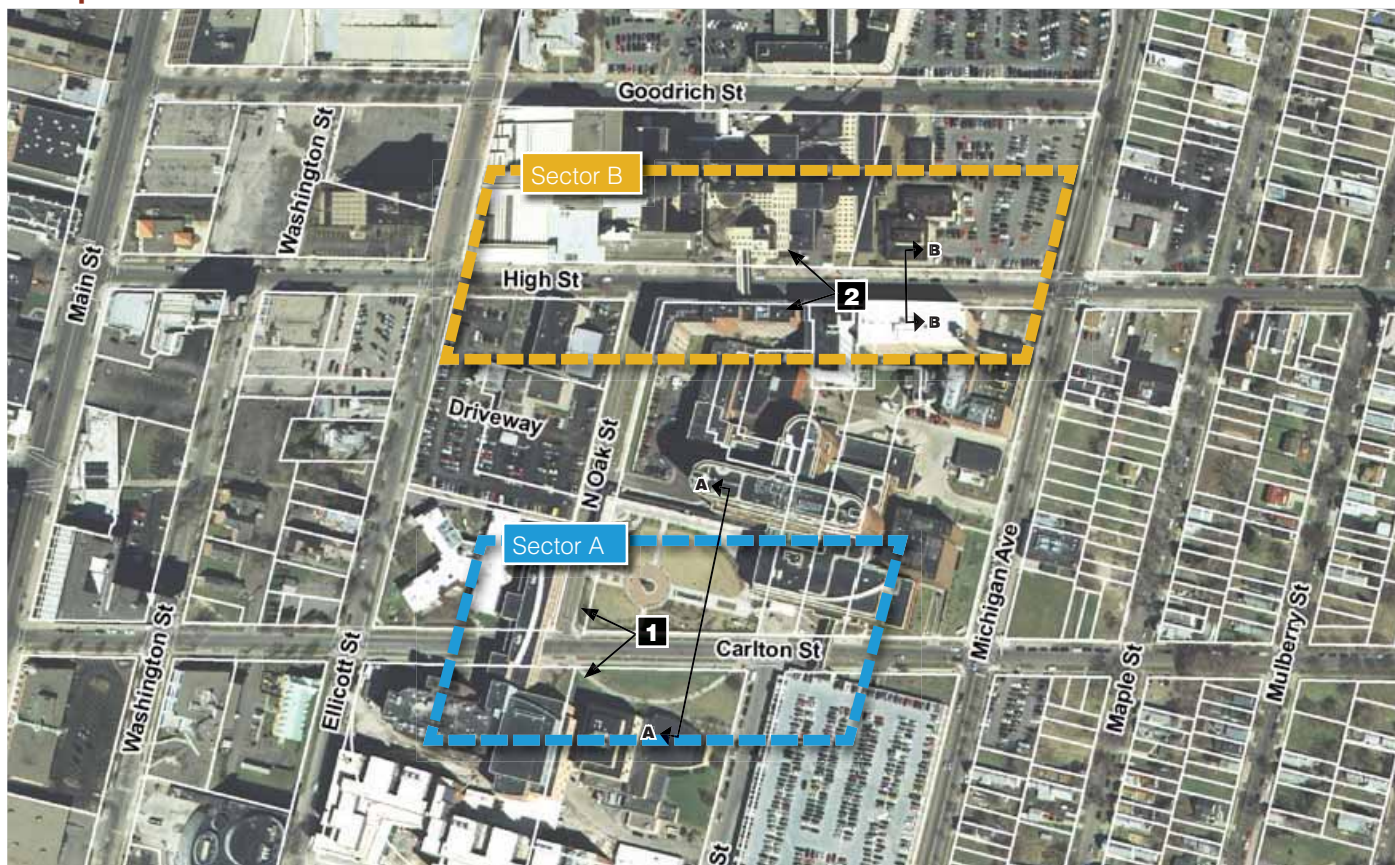 Goodrich St
Washington St
Sector B
Main St
B
High St
2
B
Driveway
N Oak St
A
Sector A
1
Carlton St
Michigan Ave
Maple St
Mulberry St
Washington St
Ellicott St
A
St